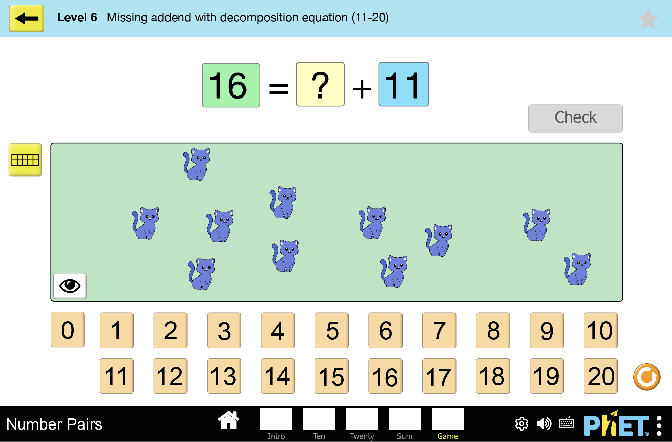 Level 6 Missing addend with decomposition equation (11-20)
16 = ? + 11
Check
0 1 2 3 4 5 6 7 8 9 10
11 12 13 14 15 16 17 18 19 20
Number Pairs
Intro Ten Twenty Sum Game
PhET